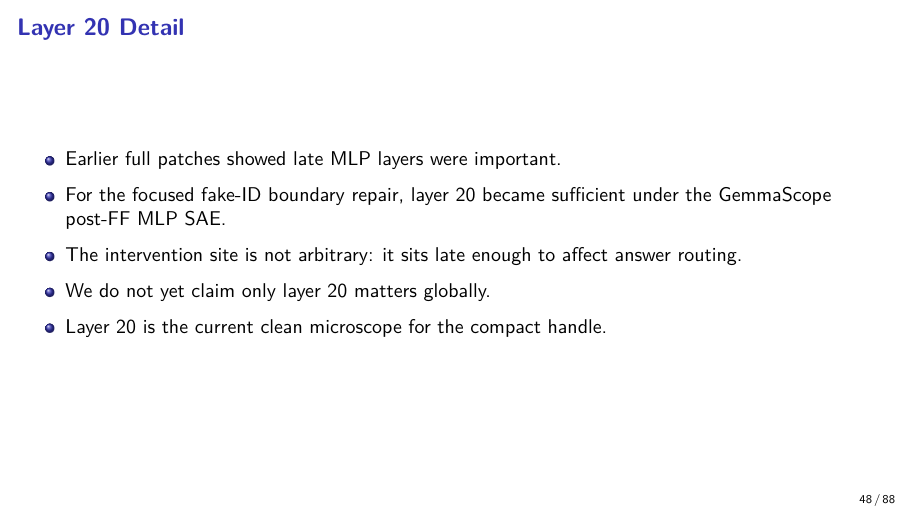 Layer 20 Detail
Earlier full patches showed late MLP layers were important.
For the focused fake-ID boundary repair, layer 20 became sufficient under the GemmaScope
post-FF MLP SAE.
The intervention site is not arbitrary: it sits late enough to affect answer routing.
We do not yet claim only layer 20 matters globally.
Layer 20 is the current clean microscope for the compact handle.
48 / 88